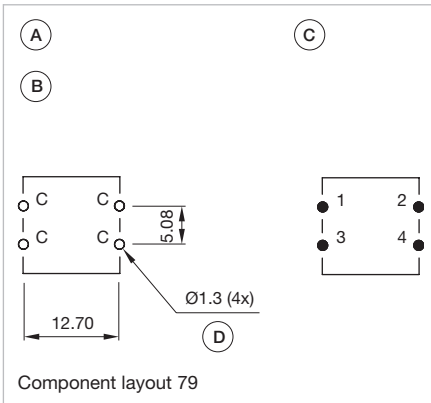 A
C
B
C C
C C
5.08
1 2
3 4
Ø1.3 (4x)
12.70
D
Component layout 79